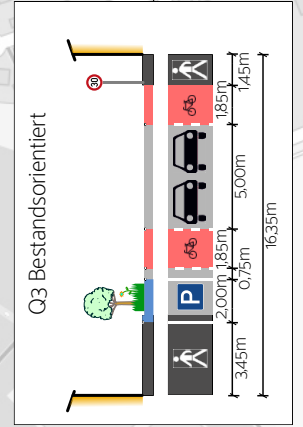 Q3 Bestandsorientiert
30
P
3,45m
2,00m
0,75m
1,85m
5,00m
1,85m
1,45m
16,35m